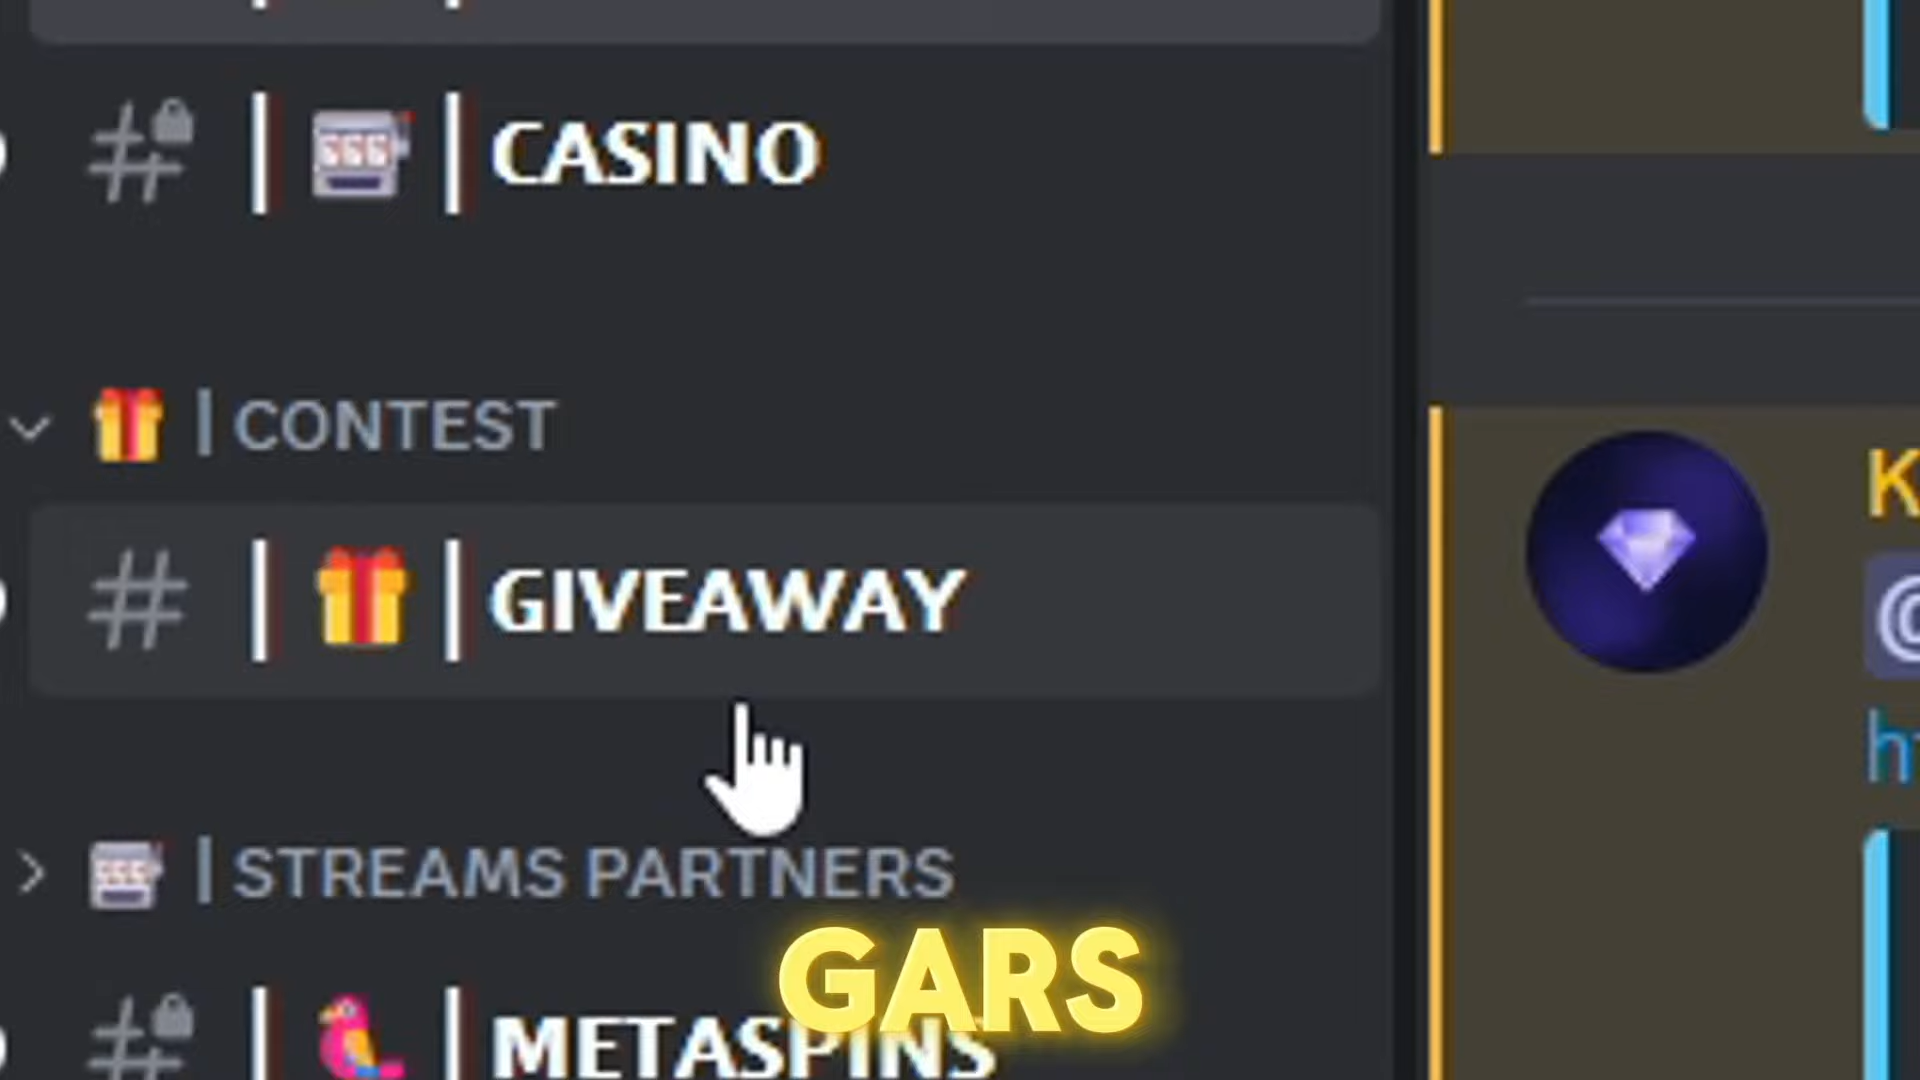 | 🎰 | CASINO
🎁 | CONTEST
| 🎁 | GIVEAWAY
K
@
🎰 | STREAMS PARTNERS
GARS
| 🦜 | METASPINS